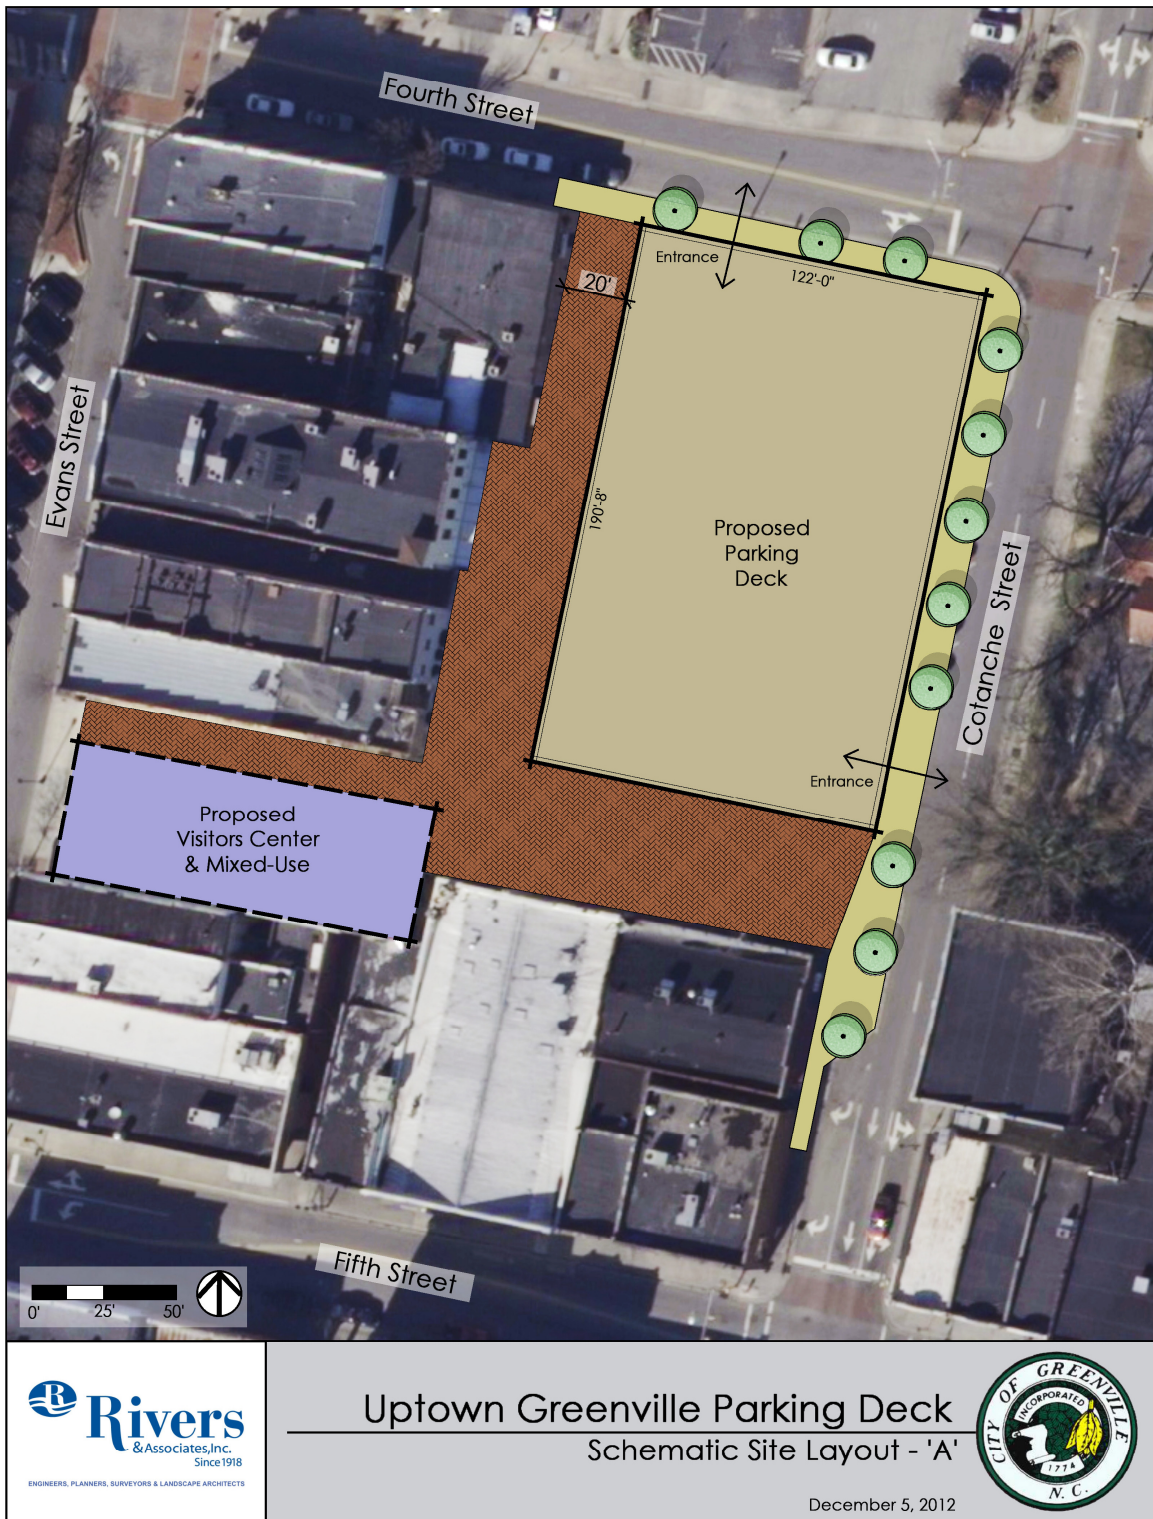 Fourth Street
Entrance
122'-0"
20'
Evans Street
190'-8"
Proposed
Parking
Deck
Cotanche Street
Entrance
Proposed
Visitors Center
& Mixed-Use
Fifth Street
0' 25' 50'
R
Rivers
& Associates, Inc.
Since 1918
ENGINEERS, PLANNERS, SURVEYORS & LANDSCAPE ARCHITECTS
Uptown Greenville Parking Deck
Schematic Site Layout - 'A'
December 5, 2012
CITY OF GREENVILLE
INCORPORATED
1774
N. C.